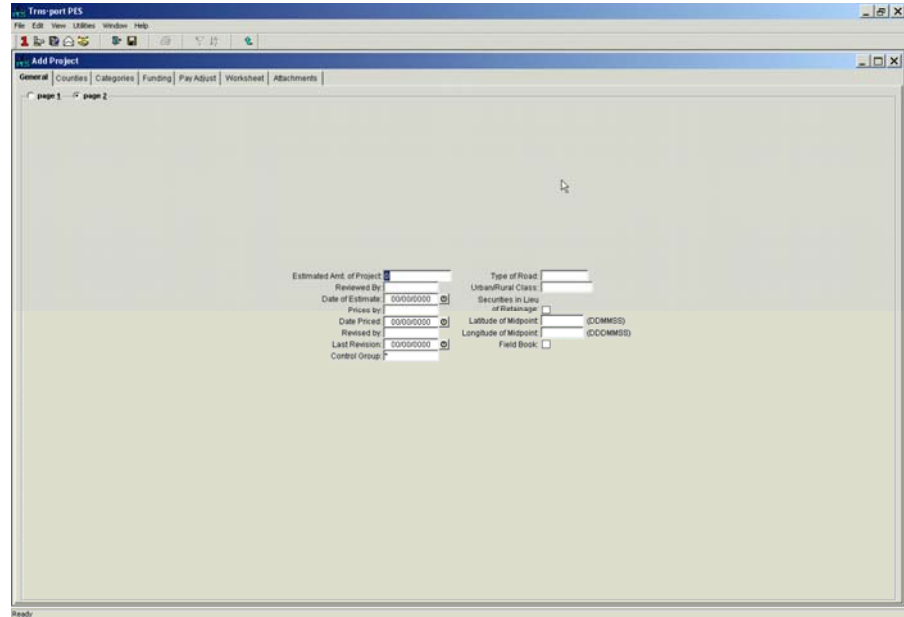 Trns·port PES
File Edit View Utilities Window Help
Add Project
General Counties Categories Funding Pay Adjust Worksheet Attachments
page 1 page 2
Estimated Amt. of Project: 0 Type of Road:
Reviewed By: Urban/Rural Class:
Date of Estimate: 00/00/0000 Securities in Lieu
Prices by: of Retainage:
Date Priced: 00/00/0000 Latitude of Midpoint: (DDMMSS)
Revised by: Longitude of Midpoint: (DDDMMSS)
Last Revision: 00/00/0000 Field Book:
Control Group: *
Ready